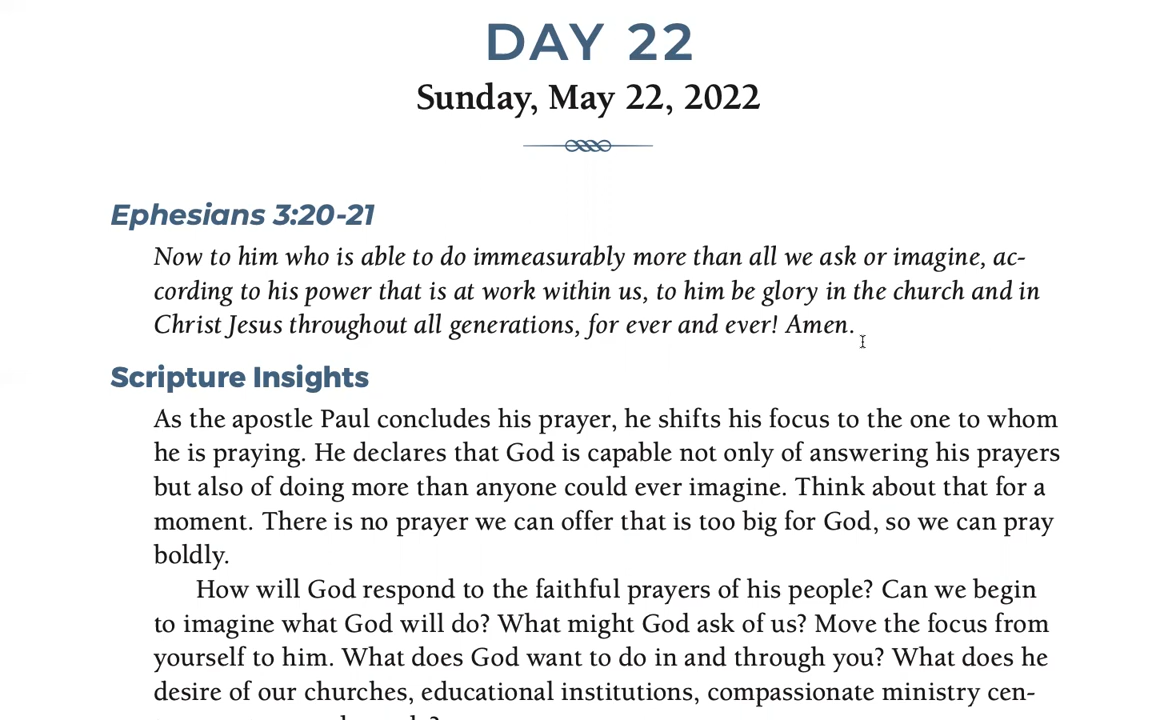 DAY 22
Sunday, May 22, 2022
Ephesians 3:20-21
Now to him who is able to do immeasurably more than all we ask or imagine, ac-
cording to his power that is at work within us, to him be glory in the church and in
Christ Jesus throughout all generations, for ever and ever! Amen.
Scripture Insights
As the apostle Paul concludes his prayer, he shifts his focus to the one to whom
he is praying. He declares that God is capable not only of answering his prayers
but also of doing more than anyone could ever imagine. Think about that for a
moment. There is no prayer we can offer that is too big for God, so we can pray
boldly.
How will God respond to the faithful prayers of his people? Can we begin
to imagine what God will do? What might God ask of us? Move the focus from
yourself to him. What does God want to do in and through you? What does he
desire of our churches, educational institutions, compassionate ministry cen-